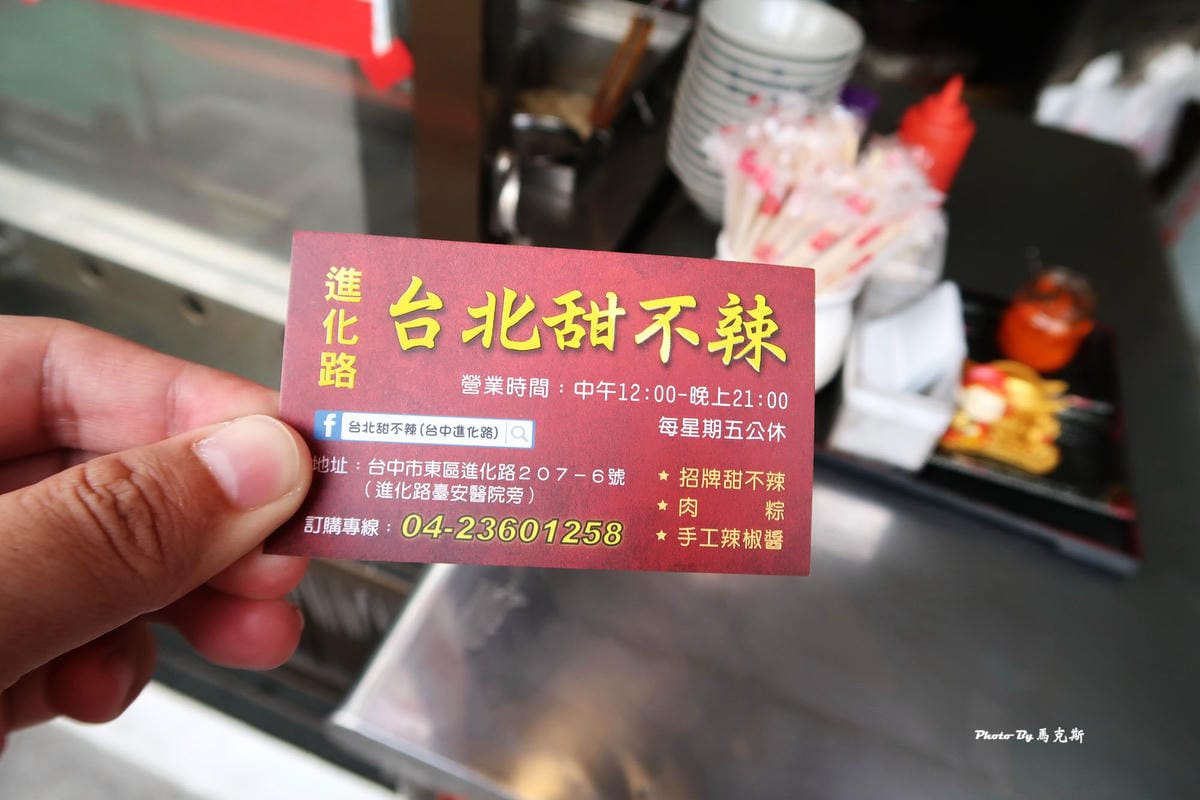 進化路
台北甜不辣
營業時間：中午12:00-晚上21:00
每星期五公休
f 台北甜不辣(台中進化路)
地址：台中市東區進化路２０７－６號
（進化路臺安醫院旁）
訂購專線：04-23601258
★ 招牌甜不辣
★ 肉粽
★ 手工辣椒醬
Photo By 馬克斯